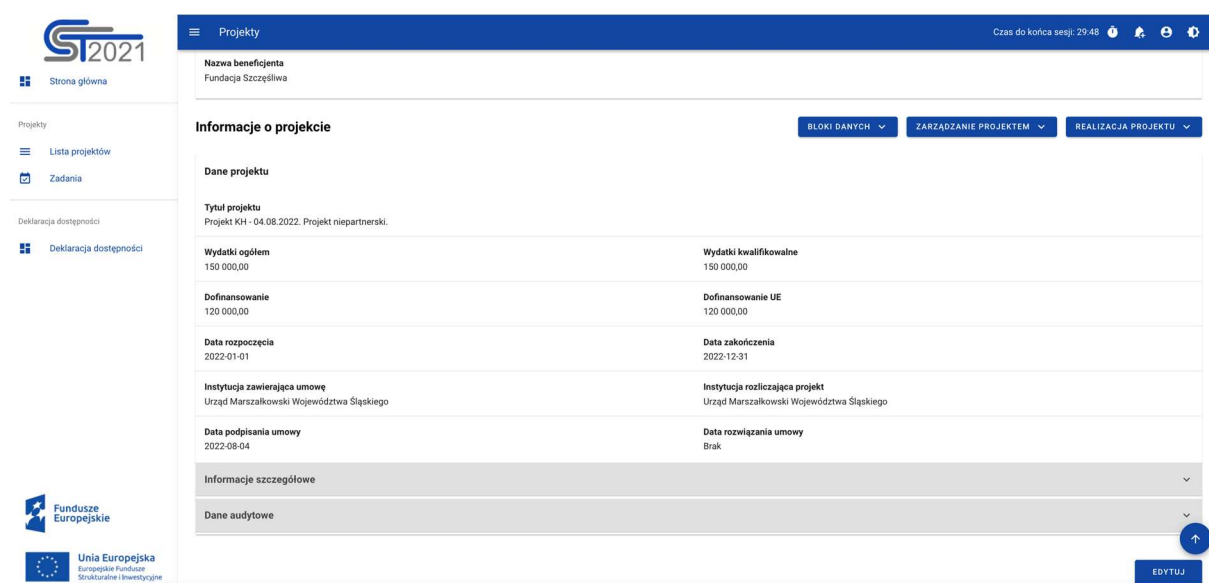 CST2021
Projekty
Czas do końca sesji: 29:48
Strona główna
Projekty
Lista projektów
Zadania
Deklaracja dostępności
Deklaracja dostępności
Nazwa beneficjenta
Fundacja Szczęśliwa
Informacje o projekcie
BLOKI DANYCH
ZARZĄDZANIE PROJEKTEM
REALIZACJA PROJEKTU
Dane projektu
Tytuł projektu
Projekt KH - 04.08.2022. Projekt niepartnerski.
Wydatki ogółem
150 000,00
Wydatki kwalifikowalne
150 000,00
Dofinansowanie
120 000,00
Dofinansowanie UE
120 000,00
Data rozpoczęcia
2022-01-01
Data zakończenia
2022-12-31
Instytucja zawierająca umowę
Urząd Marszałkowski Województwa Śląskiego
Instytucja rozliczająca projekt
Urząd Marszałkowski Województwa Śląskiego
Data podpisania umowy
2022-08-04
Data rozwiązania umowy
Brak
Informacje szczegółowe
Dane audytowe
EDYTUJ
Fundusze
Europejskie
Unia Europejska
Europejskie Fundusze
Strukturalne i Inwestycyjne